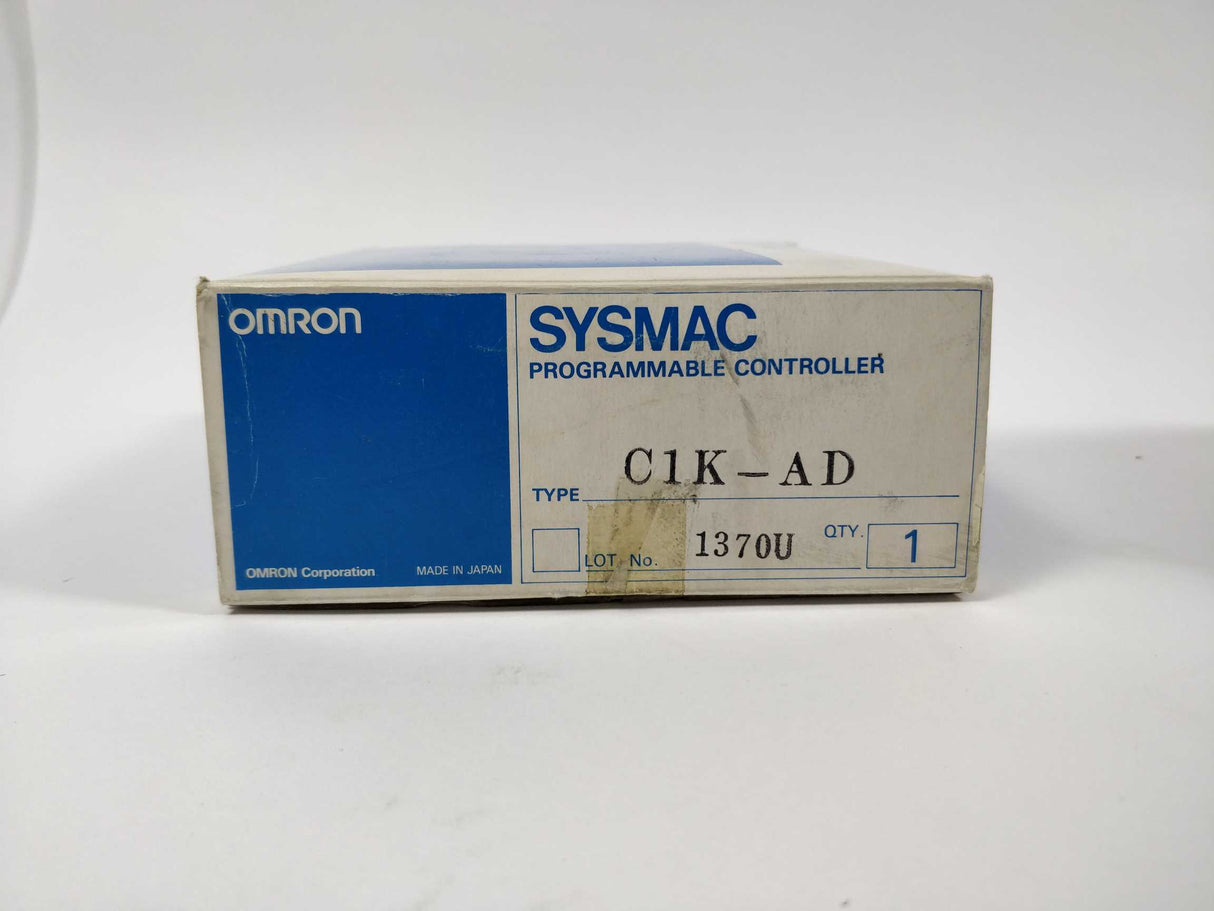 OMRON
SYSMAC
PROGRAMMABLE CONTROLLER
TYPE C1K-AD
LOT No. 1370U QTY. 1
OMRON Corporation MADE IN JAPAN